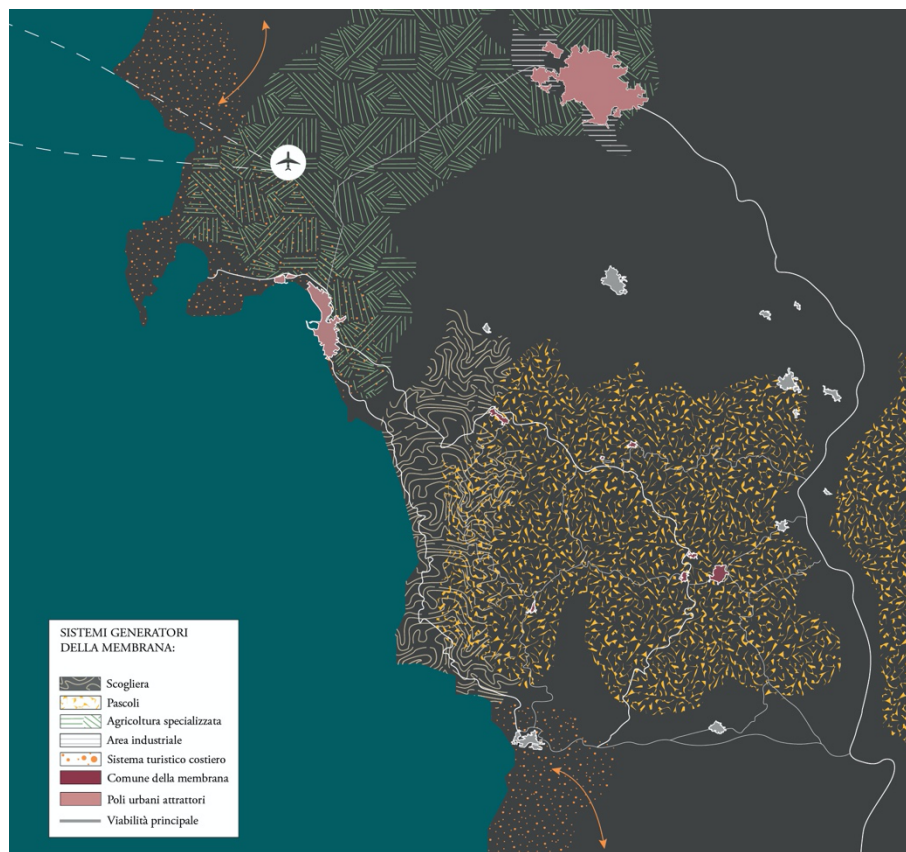 SISTEMI GENERATORI
DELLA MEMBRANA:
Scogliera
Pascoli
Agricoltura specializzata
Area industriale
Sistema turistico costiero
Comune della membrana
Poli urbani attrattori
Viabilità principale